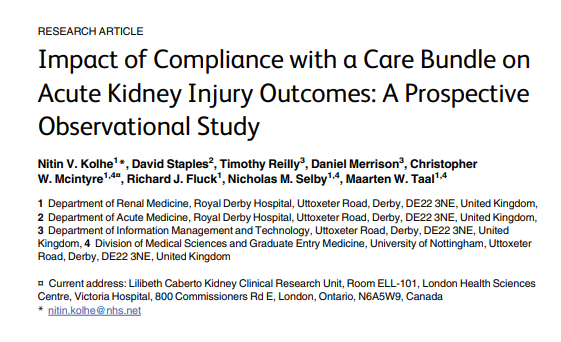 RESEARCH ARTICLE
Impact of Compliance with a Care Bundle on
Acute Kidney Injury Outcomes: A Prospective
Observational Study
Nitin V. Kolhe1*, David Staples2, Timothy Reilly3, Daniel Merrison3, Christopher
W. Mcintyre1,4¤, Richard J. Fluck1, Nicholas M. Selby1,4, Maarten W. Taal1,4
1 Department of Renal Medicine, Royal Derby Hospital, Uttoxeter Road, Derby, DE22 3NE, United Kingdom,
2 Department of Acute Medicine, Royal Derby Hospital, Uttoxeter Road, Derby, DE22 3NE, United Kingdom,
3 Department of Information Management and Technology, Uttoxeter Road, Derby, DE22 3NE, United
Kingdom, 4 Division of Medical Sciences and Graduate Entry Medicine, University of Nottingham, Uttoxeter
Road, Derby, DE22 3NE, United Kingdom
¤ Current address: Lilibeth Caberto Kidney Clinical Research Unit, Room ELL-101, London Health Sciences
Centre, Victoria Hospital, 800 Commissioners Rd E, London, Ontario, N6A5W9, Canada
* nitin.kolhe@nhs.net